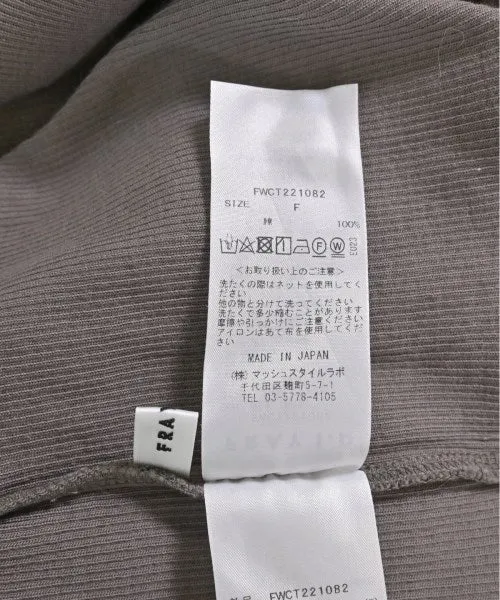 FWCT221082
SIZE F
綿 100%
F W E023
<お取り扱い上のご注意>
洗たくの際はネットを使用してく
ださい
他の物と分けて洗ってください
洗たくで多少縮むことがあります
摩擦や引っかけにご注意ください
アイロンはあて布を使用してくだ
さい
MADE IN JAPAN
(株)マッシュスタイルラボ
千代田区麹町5-7-1
TEL 03-5778-4105
FRA
FWCT221082